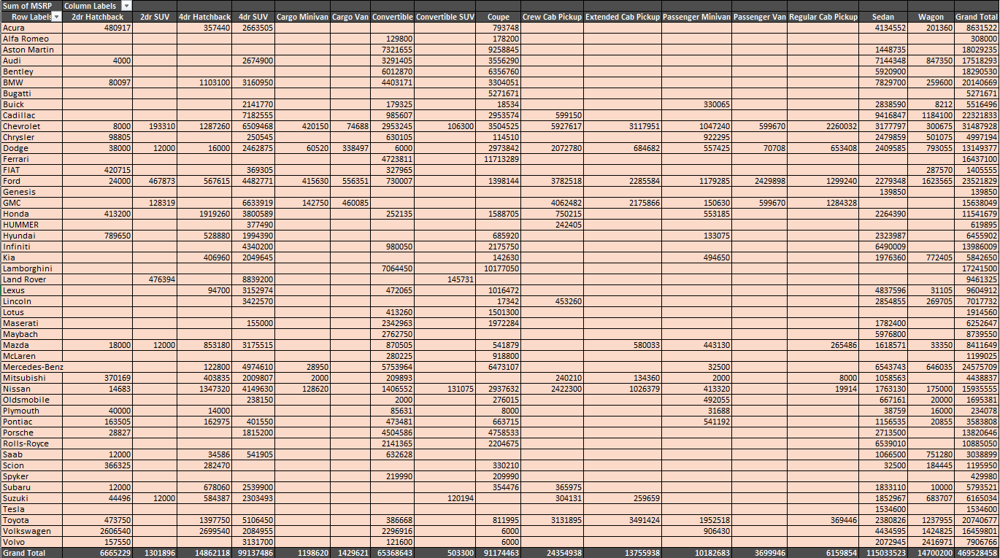 Sum of MSRP Column Labels
Row Labels 2dr Hatchback 2dr SUV 4dr Hatchback 4dr SUV Cargo Minivan Cargo Van Convertible Convertible SUV Coupe Crew Cab Pickup Extended Cab Pickup Passenger Minivan Passenger Van Regular Cab Pickup Sedan Wagon Grand Total
Acura 480917 357440 2663505 793748 4134552 201360 8631522
Alfa Romeo 129800 178200 308000
Aston Martin 7321655 9258845 1448735 18029235
Audi 4000 2674900 3291405 3556290 7144348 847350 17518293
Bentley 6012870 6356760 5920900 18290530
BMW 80097 1103100 3160950 4403171 3304051 7829700 259600 20140669
Bugatti 5271671 5271671
Buick 2141770 179325 18534 330065 2838590 8212 5516496
Cadillac 7182555 985607 2953574 599150 9416847 1184100 22321833
Chevrolet 8000 193310 1287260 6509468 420150 74688 2953245 106300 3504525 5927617 3117951 1047240 599670 2260032 3177797 300675 31487928
Chrysler 98805 250545 630105 114510 922295 2479859 501075 4997194
Dodge 38000 12000 16000 2462875 60520 338497 6000 2973842 2072780 684682 557425 70708 653408 2409585 793055 13149377
Ferrari 4723811 11713289 16437100
FIAT 420715 369305 327965 287570 1405555
Ford 24000 467873 567615 4482771 415630 556351 730007 1398144 3782518 2285584 1179285 2429898 1299240 2279348 1623565 23521829
Genesis 139850 139850
GMC 128319 6633919 142750 460085 4062482 2175866 150630 599670 1284328 15638049
Honda 413200 1919260 3800589 252135 1588705 750215 553185 2264390 11541679
HUMMER 377490 242405 619895
Hyundai 789650 528880 1994390 685920 133075 2323987 6455902
Infiniti 4340200 980050 2175750 6490009 13986009
Kia 406960 2049645 142630 494650 1976360 772405 5842650
Lamborghini 7064450 10177050 17241500
Land Rover 476394 8839200 145731 9461325
Lexus 94700 3152974 472065 1016472 4837596 31105 9604912
Lincoln 3422570 17342 453260 2854855 269705 7017732
Lotus 413260 1501300 1914560
Maserati 155000 2342963 1972284 1782400 6252647
Maybach 2762750 5976800 8739550
Mazda 18000 12000 853180 3175515 870505 541879 580033 443130 265486 1618571 33350 8411649
McLaren 280225 918800 1199025
Mercedes-Benz 122800 4974610 28950 5753964 6473107 32500 6543743 646035 24575709
Mitsubishi 370169 403835 2009807 2000 209893 240210 134360 2000 8000 1058563 4438837
Nissan 14683 1347320 4149630 128620 1406552 131075 2937632 2422300 1026379 413320 19914 1763130 175000 15935555
Oldsmobile 238150 2000 276015 492055 667161 20000 1695381
Plymouth 40000 14000 85631 8000 31688 38759 16000 234078
Pontiac 163505 162975 401550 473481 663715 541192 1156535 20855 3583808
Porsche 28827 1815200 4504586 4758533 2713500 13820646
Rolls-Royce 2141365 2204675 6539010 10885050
Saab 12000 34586 541905 632628 1066500 751280 3038899
Scion 366325 282470 330210 32500 184445 1195950
Spyker 219990 209990 429980
Subaru 12000 678060 2539900 354476 365975 1833110 10000 5793521
Suzuki 44496 12000 584387 2303493 120194 304131 259659 1852967 683707 6165034
Tesla 1534600 1534600
Toyota 473750 1397750 5106450 386668 811995 3131895 3491424 1952518 369446 2380826 1237955 20740677
Volkswagen 2606540 2699540 2084955 2296916 6000 906430 4434595 1424825 16459801
Volvo 157550 3131700 121600 6000 2072945 2416971 7906766
Grand Total 6665229 1301896 14862118 99137486 1198620 1429621 65368643 503300 91174463 24354938 13755938 10182683 3699946 6159854 115033523 14700200 469528458